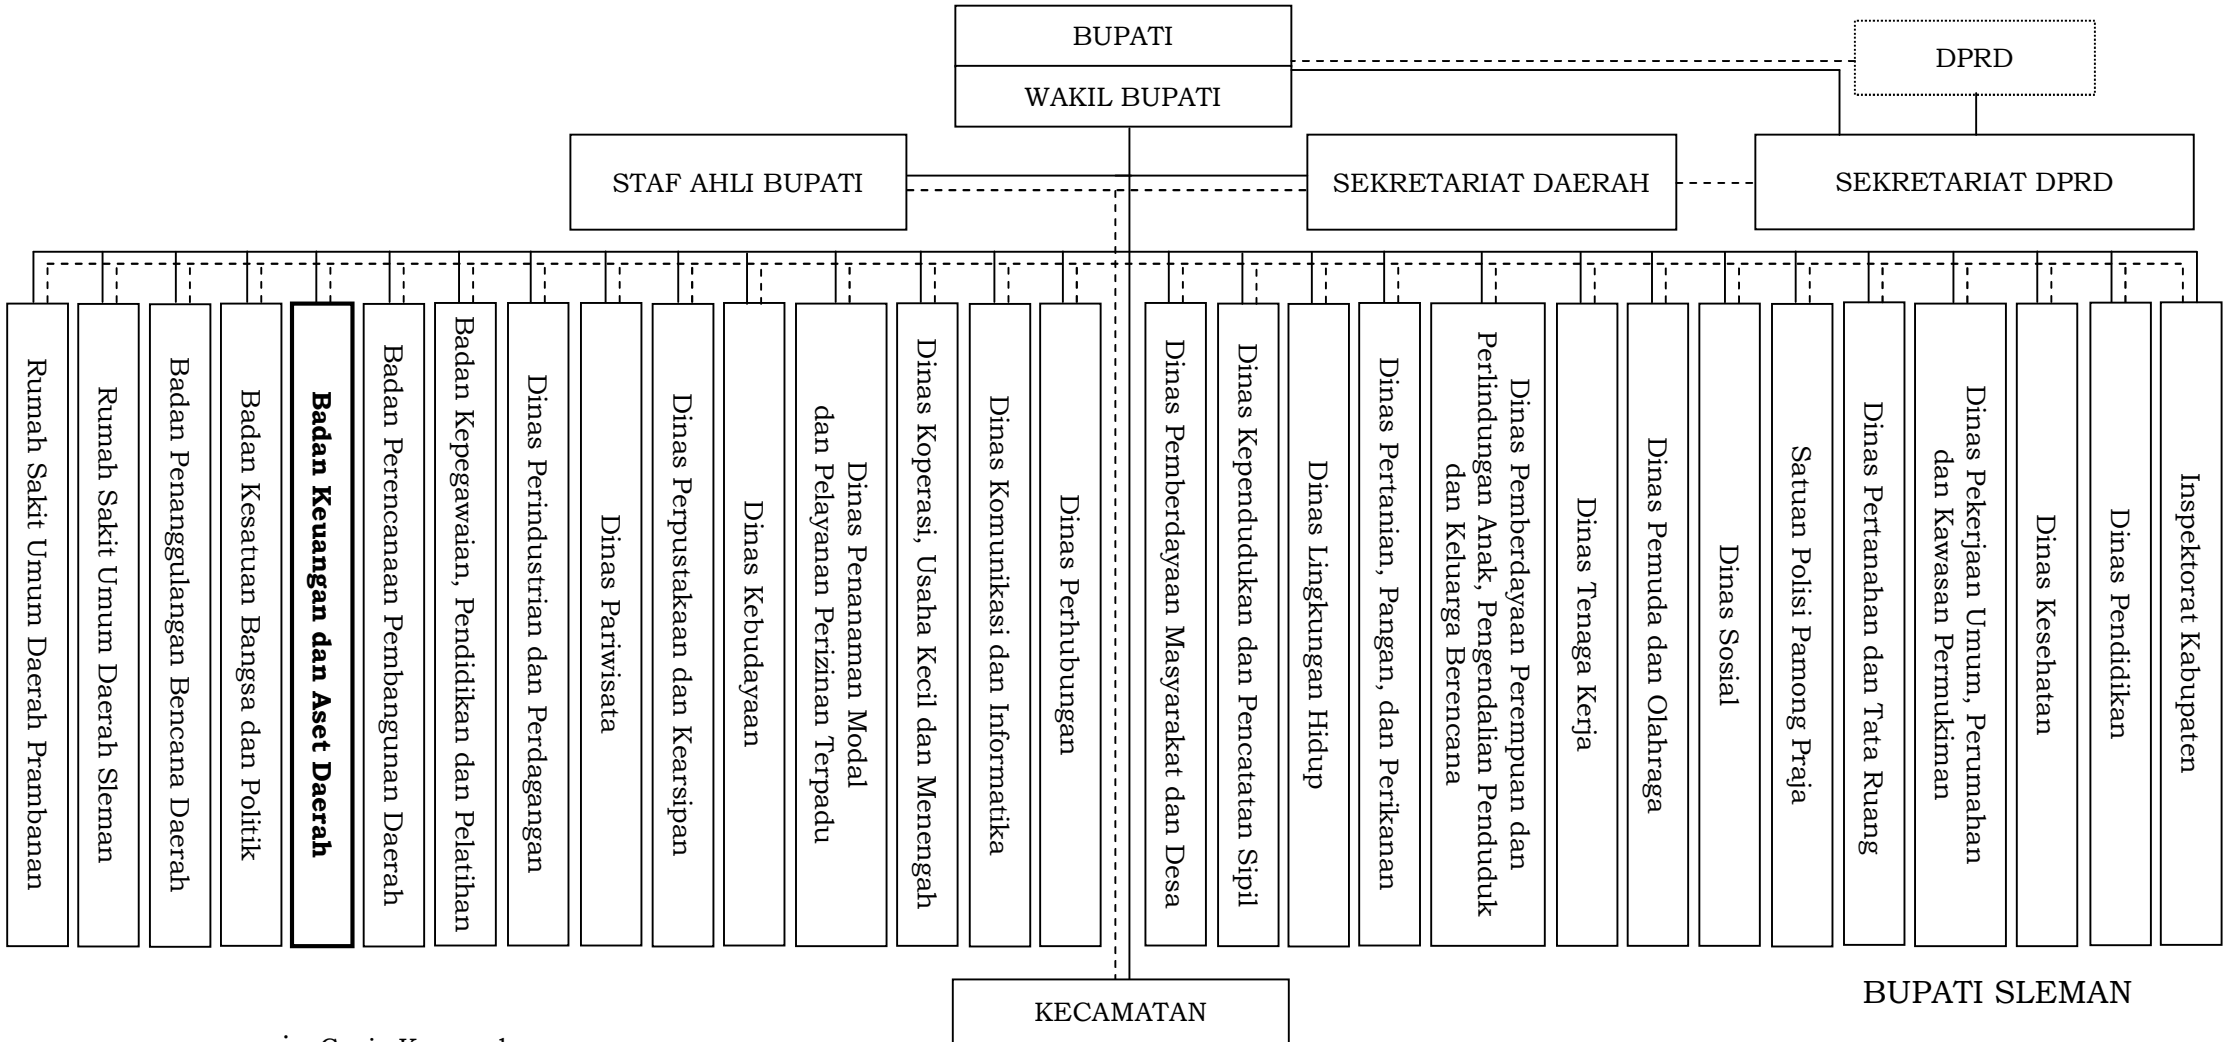 BUPATI
WAKIL BUPATI
DPRD
STAF AHLI BUPATI
SEKRETARIAT DAERAH
SEKRETARIAT DPRD
Rumah Sakit Umum Daerah Prambanan
Rumah Sakit Umum Daerah Sleman
Badan Penanggulangan Bencana Daerah
Badan Kesatuan Bangsa dan Politik
Badan Keuangan dan Aset Daerah
Badan Perencanaan Pembangunan Daerah
Badan Kepegawaian, Pendidikan dan Pelatihan
Dinas Perindustrian dan Perdagangan
Dinas Pariwisata
Dinas Perpustakaan dan Kearsipan
Dinas Kebudayaan
Dinas Penanaman Modal
dan Pelayanan Perizinan Terpadu
Dinas Koperasi, Usaha Kecil dan Menengah
Dinas Komunikasi dan Informatika
Dinas Perhubungan
Dinas Pemberdayaan Masyarakat dan Desa
Dinas Kependudukan dan Pencatatan Sipil
Dinas Lingkungan Hidup
Dinas Pertanian, Pangan, dan Perikanan
Dinas Pemberdayaan Perempuan dan
Perlindungan Anak, Pengendalian Penduduk
dan Keluarga Berencana
Dinas Tenaga Kerja
Dinas Pemuda dan Olahraga
Dinas Sosial
Satuan Polisi Pamong Praja
Dinas Pertanahan dan Tata Ruang
Dinas Pekerjaan Umum, Perumahan
dan Kawasan Permukiman
Dinas Kesehatan
Dinas Pendidikan
Inspektorat Kabupaten
KECAMATAN
BUPATI SLEMAN